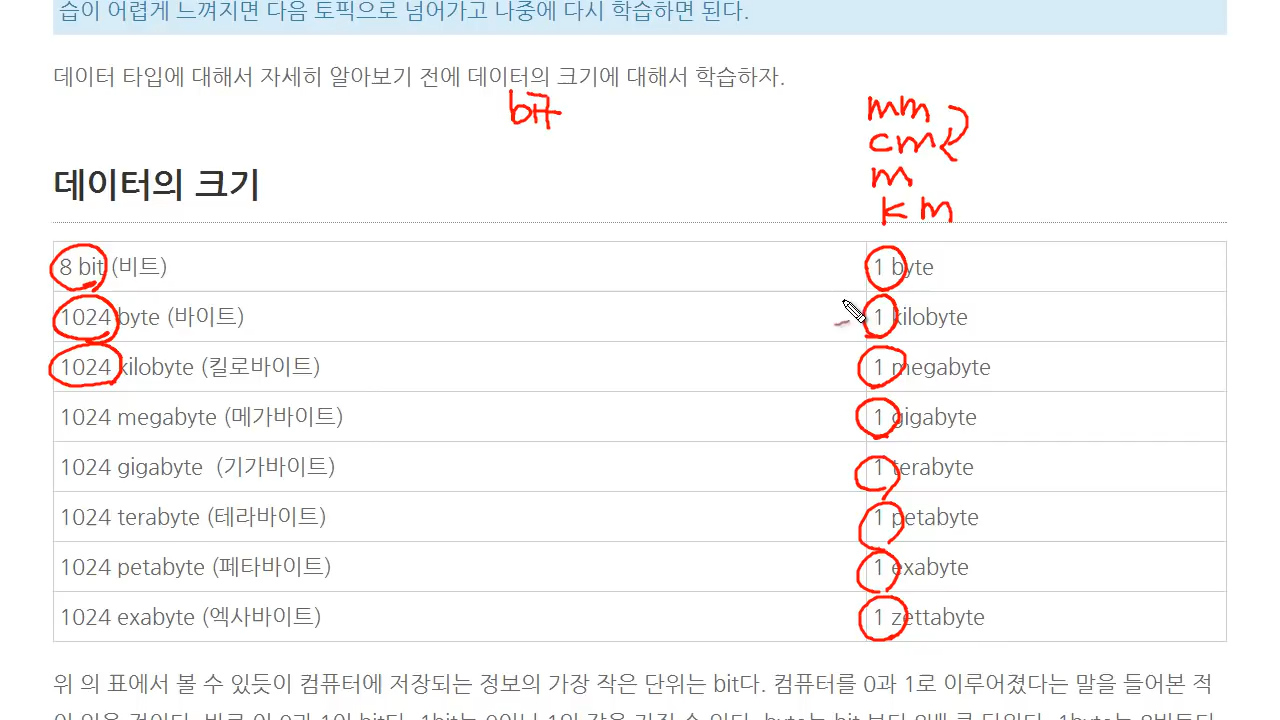 습이 어렵게 느껴지면 다음 토픽으로 넘어가고 나중에 다시 학습하면 된다.
데이터 타입에 대해서 자세히 알아보기 전에 데이터의 크기에 대해서 학습하자.
bit
mm
cm
m
km
데이터의 크기
8 bit (비트) 1 byte
1024 byte (바이트) 1 kilobyte
1024 kilobyte (킬로바이트) 1 megabyte
1024 megabyte (메가바이트) 1 gigabyte
1024 gigabyte (기가바이트) 1 terabyte
1024 terabyte (테라바이트) 1 petabyte
1024 petabyte (페타바이트) 1 exabyte
1024 exabyte (엑사바이트) 1 zettabyte
위 의 표에서 볼 수 있듯이 컴퓨터에 저장되는 정보의 가장 작은 단위는 bit다. 컴퓨터를 0과 1로 이루어졌다는 말을 들어본 적